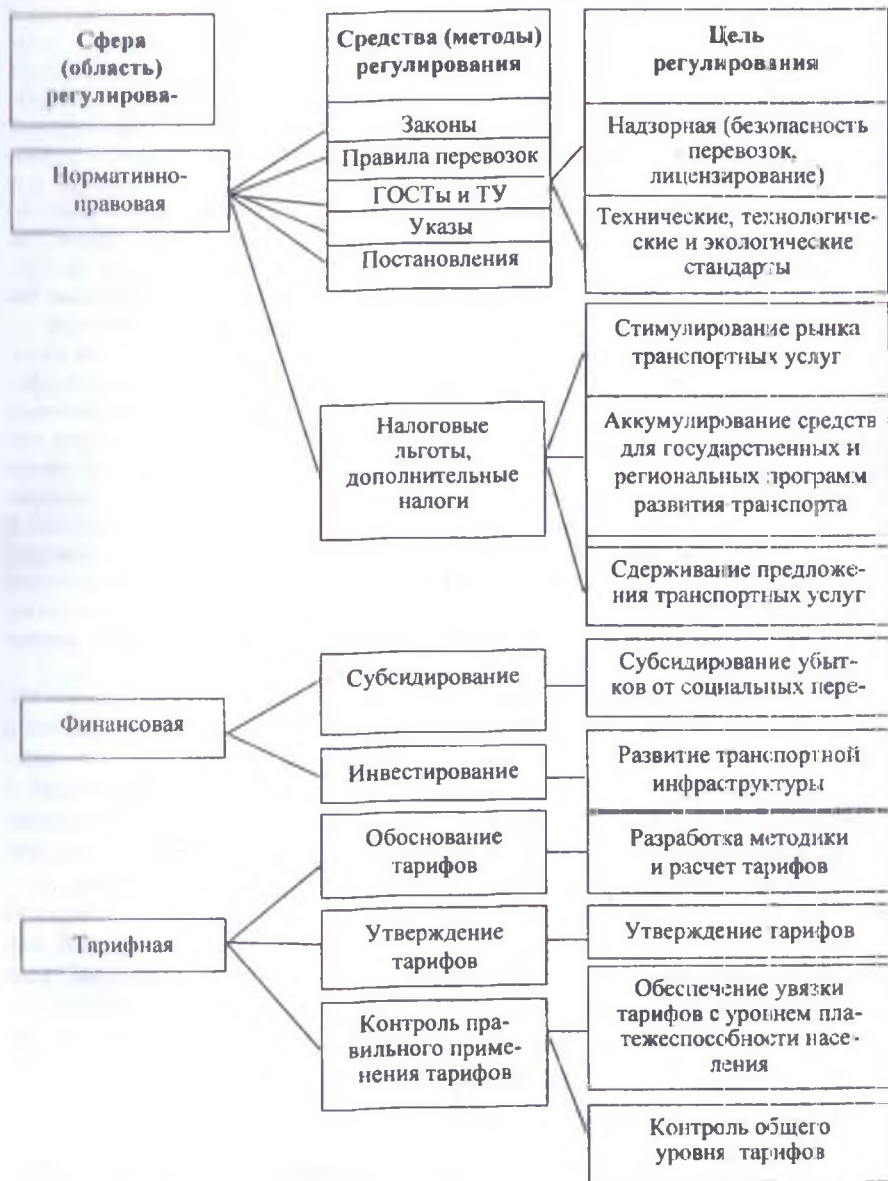 Сфера
(область)
регулирова-
Средства (методы)
регулирования
Цель
регулирования
Нормативно-
правовая
Законы
Правила перевозок
ГОСТы и ТУ
Указы
Постановления
Надзорная (безопасность
перевозок,
лицензирование)
Технические, технологиче-
ские и экологические
стандарты
Налоговые
льготы,
дополнительные
налоги
Стимулирование рынка
транспортных услуг
Аккумулирование средств
для государственных и
региональных программ
развития транспорта
Сдерживание предложе-
ния транспортных услуг
Финансовая
Субсидирование
Субсидирование убыт-
ков от социальных пере-
Инвестирование
Развитие транспортной
инфраструктуры
Тарифная
Обоснование
тарифов
Разработка методики
и расчет тарифов
Утверждение
тарифов
Утверждение тарифов
Контроль пра-
вильного приме-
нения тарифов
Обеспечение увязки
тарифов с уровнем пла-
тежеспособности насе-
ления
Контроль общего
уровня тарифов